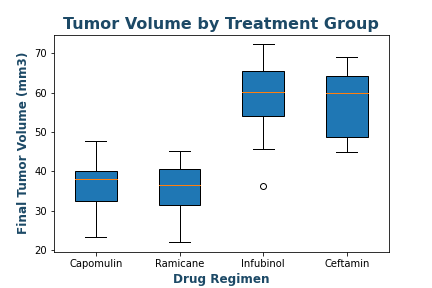 Tumor Volume by Treatment Group
Final Tumor Volume (mm3)
70
60
50
40
30
20
Capomulin Ramicane Infubinol Ceftamin
Drug Regimen